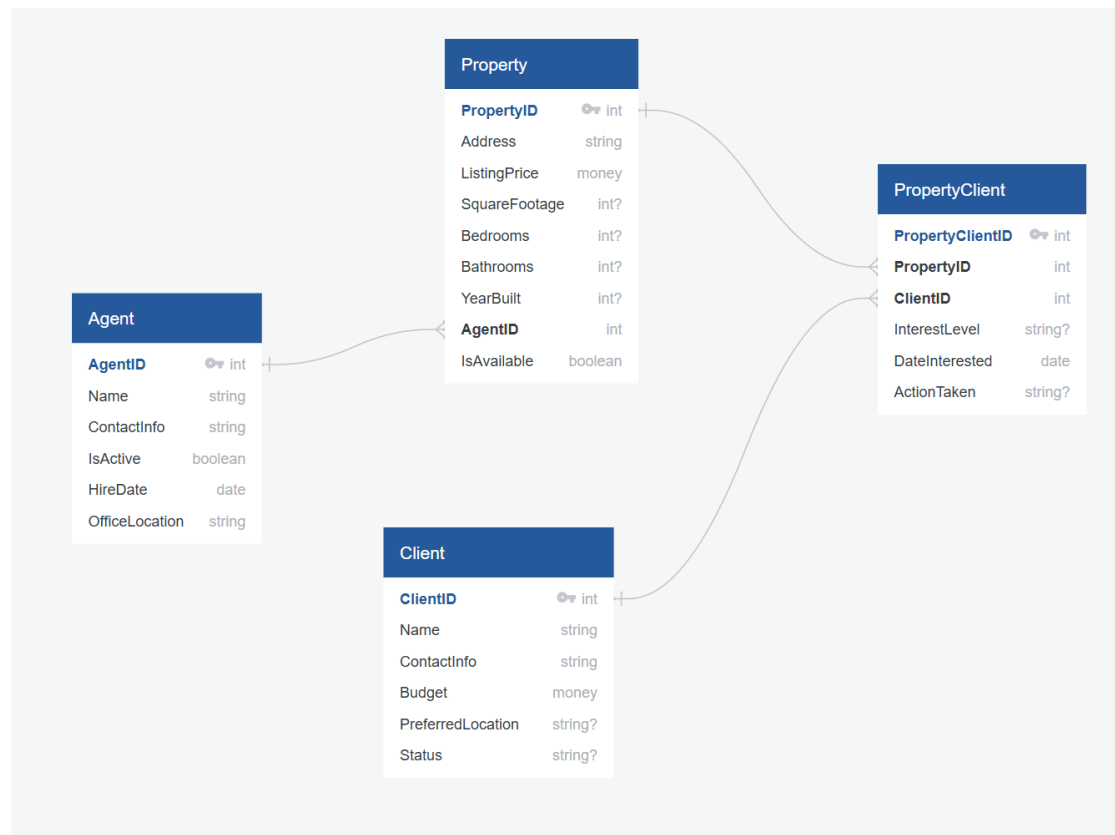 Property
PropertyID int
Address string
ListingPrice money
SquareFootage int?
Bedrooms int?
Bathrooms int?
YearBuilt int?
AgentID int
IsAvailable boolean
PropertyClient
PropertyClientID int
PropertyID int
ClientID int
InterestLevel string?
DateInterested date
ActionTaken string?
Agent
AgentID int
Name string
ContactInfo string
IsActive boolean
HireDate date
OfficeLocation string
Client
ClientID int
Name string
ContactInfo string
Budget money
PreferredLocation string?
Status string?